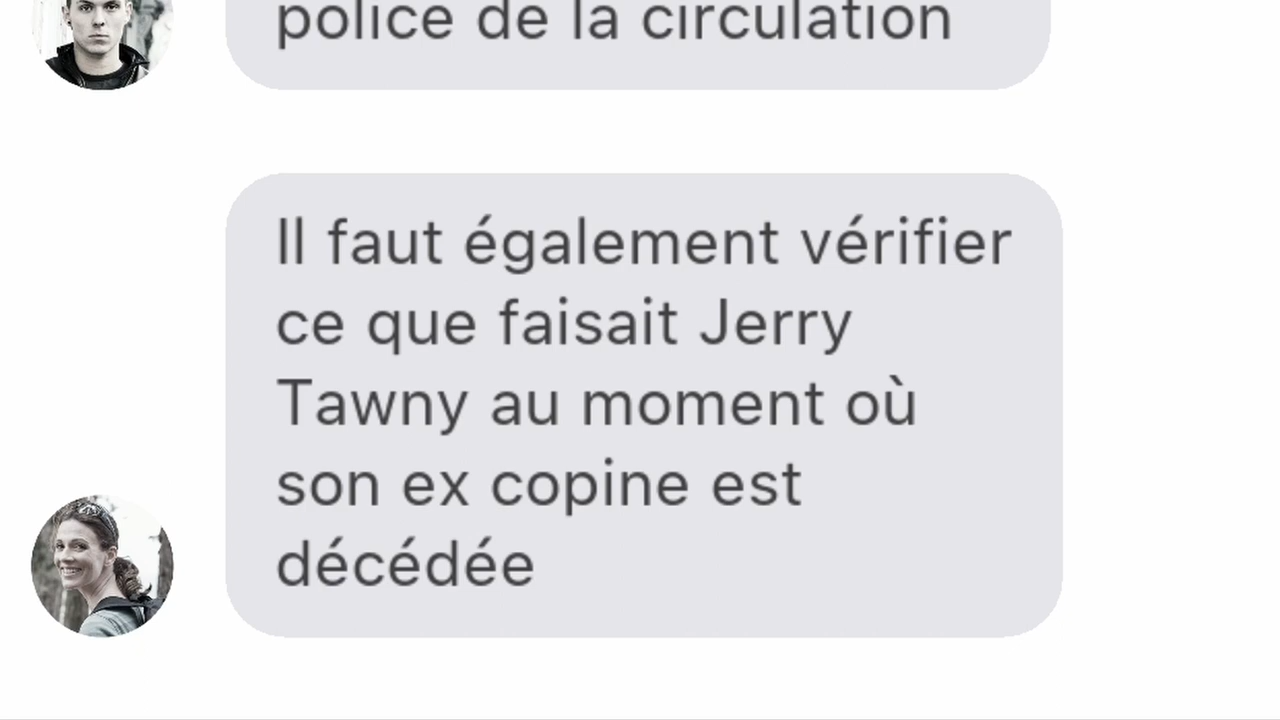 police de la circulation
Il faut également vérifier
ce que faisait Jerry
Tawny au moment où
son ex copine est
décédée